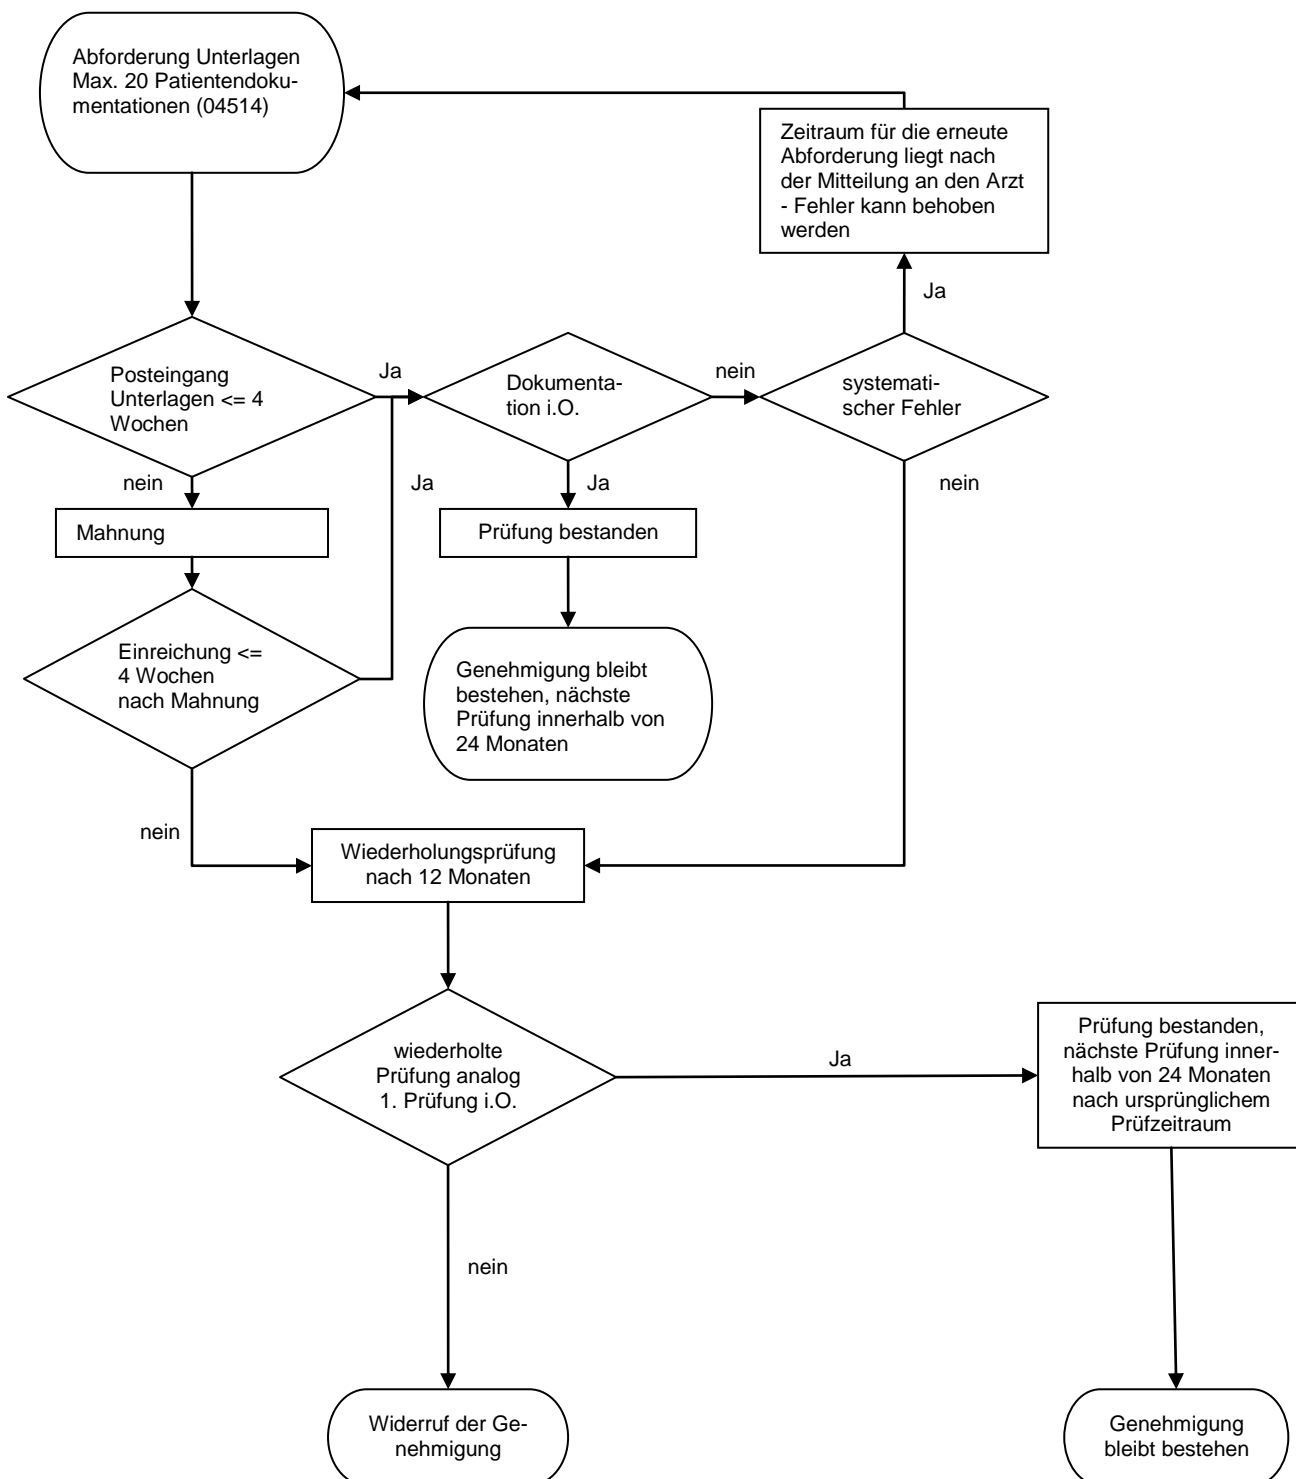 Abforderung Unterlagen
Max. 20 Patientendoku-
mentationen (04514)
Zeitraum für die erneute
Abforderung liegt nach
der Mitteilung an den Arzt
- Fehler kann behoben
werden
Ja
Posteingang
Unterlagen <= 4
Wochen
Ja
Dokumenta-
tion i.O.
nein
systemati-
scher Fehler
nein
Ja
Ja
nein
Mahnung
Prüfung bestanden
Einreichung <=
4 Wochen
nach Mahnung
Genehmigung bleibt
bestehen, nächste
Prüfung innerhalb von
24 Monaten
nein
Wiederholungsprüfung
nach 12 Monaten
wiederholte
Prüfung analog
1. Prüfung i.O.
Ja
Prüfung bestanden,
nächste Prüfung inner-
halb von 24 Monaten
nach ursprünglichem
Prüfzeitraum
nein
Widerruf der Ge-
nehmigung
Genehmigung
bleibt bestehen